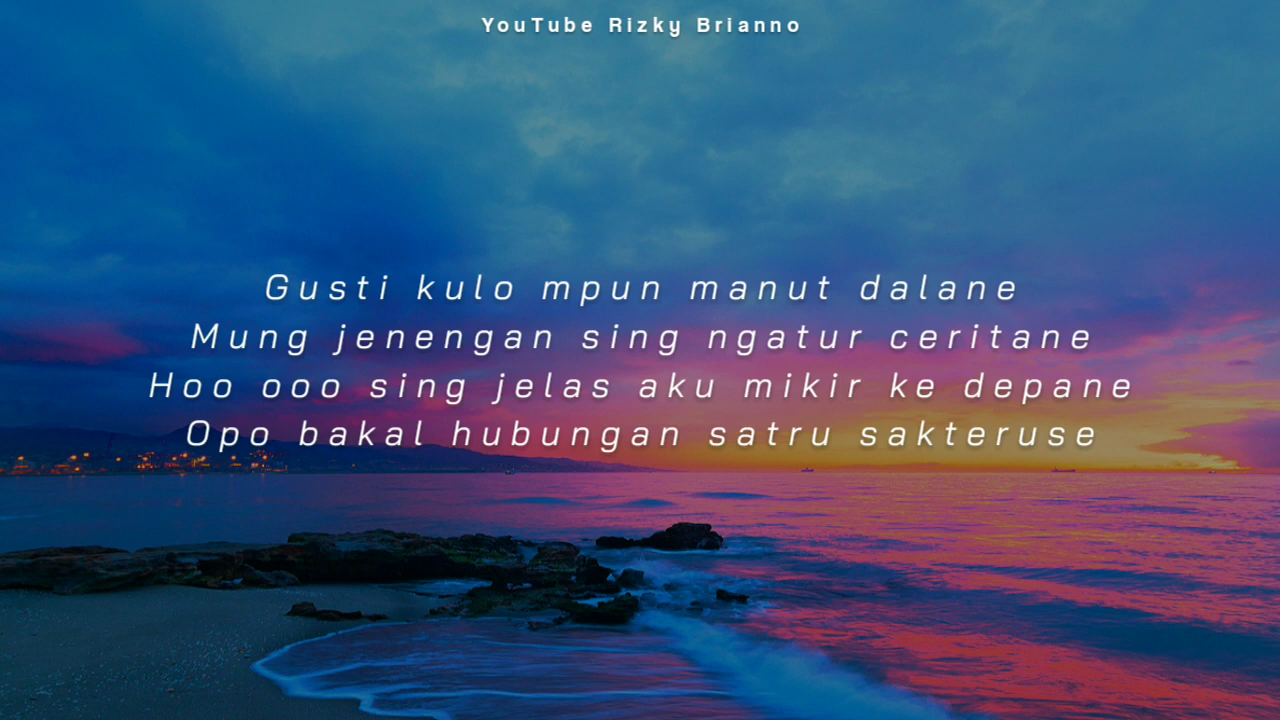 YouTube Rizky Brianno
Gusti kulo mpun manut dalane
Mung jenengan sing ngatur ceritane
Hoo ooo sing jelas aku mikir ke depane
Opo bakal hubungan satru sakteruse